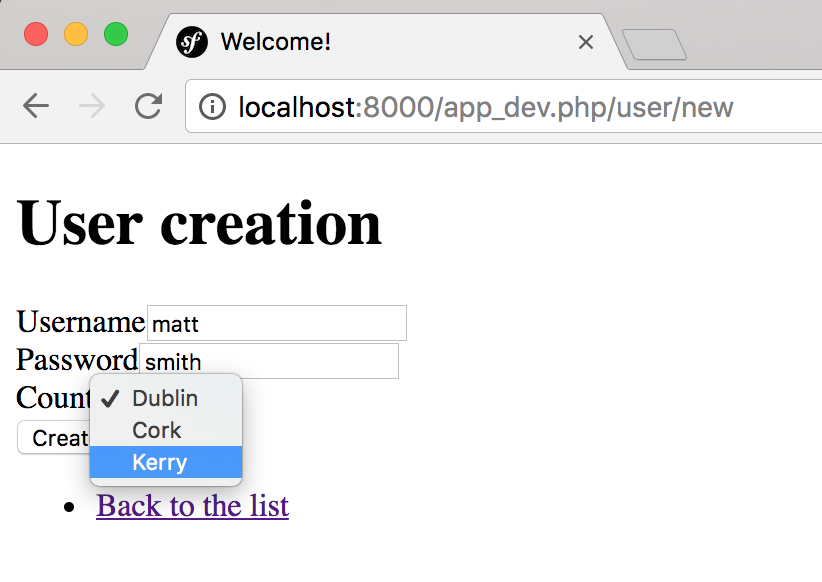 Welcome!
localhost:8000/app_dev.php/user/new
User creation
Username matt
Password smith
Count ✓ Dublin
Cork
Creat
Kerry
• Back to the list